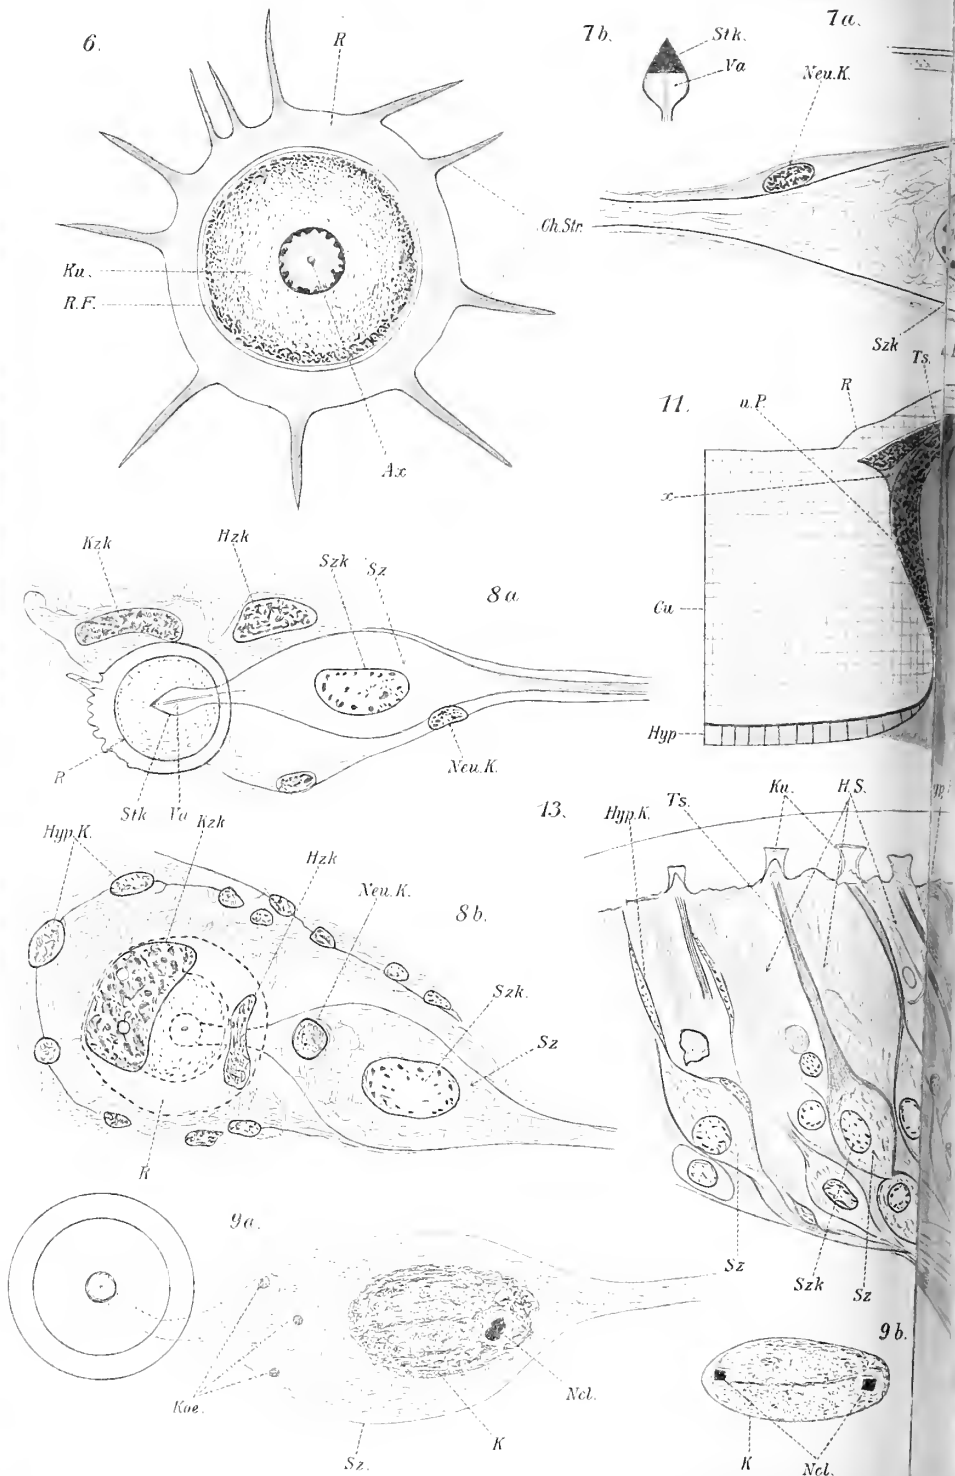 6.
R
Ku.
R.F.
Ch.Str.
Ax
7b.
Stk.
Va
7a.
Neu.K.
Szk
Ts.
11.
u.P.
R
x
Cu
Hyp
Kzk
Hzk
Szk
Sz
8a
R
Stk
Va
Neu.K.
Hyp.K.
Kzk
Hzk
Neu.K.
8b.
Szk.
Sz
R
13.
Hyp.K.
Ts.
Ku.
H.S.
Sz
Szk
Sz
9a.
Koe.
Sz.
K
Ncl.
9b.
K
Ncl.